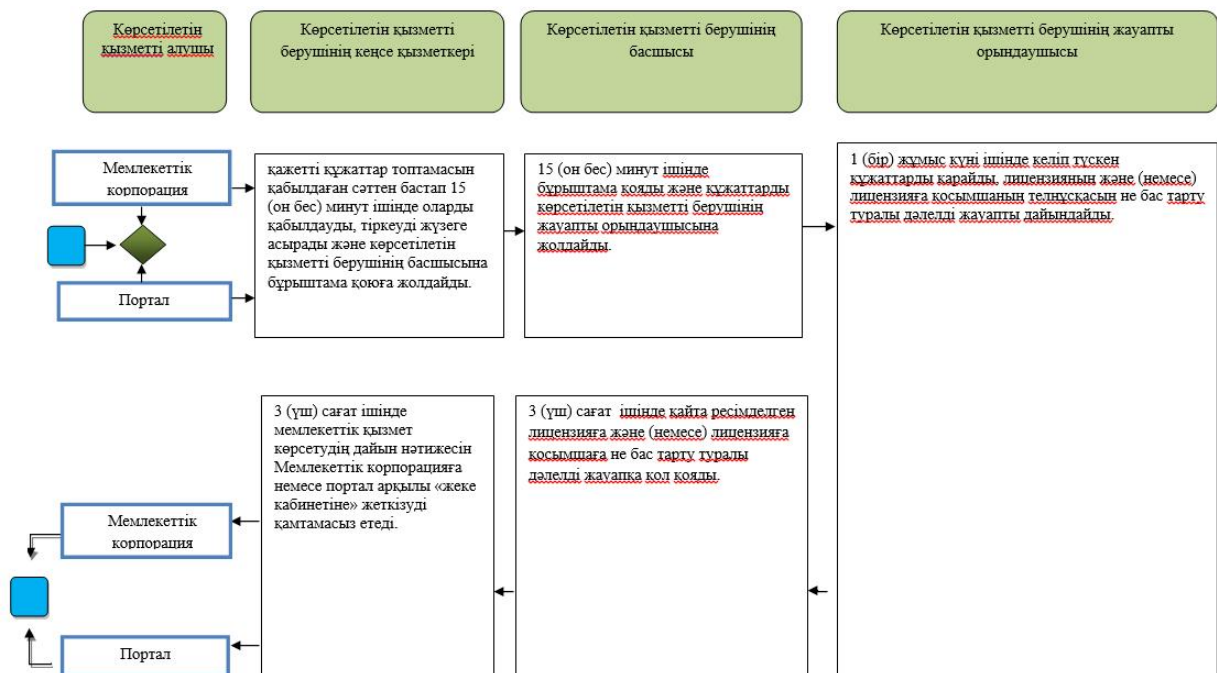 Көрсетілетін
қызметті алушы
Көрсетілетін қызметті
берушінің кеңсе қызметкері
Көрсетілетін қызметті берушінің
басшысы
Көрсетілетін қызметті берушінің жауапты
орындаушысы
Мемлекеттік
корпорация
Портал
қажетті құжаттар топтамасын
қабылдаған сәттен бастап 15
(он бес) минут ішінде оларды
қабылдауды, тіркеуді жүзеге
асырады және көрсетілетін
қызметті берушінің басшысына
бұрыштама қоюға жолдайды.
15 (он бес) минут ішінде
бұрыштама қояды және құжаттарды
көрсетілетін қызметті берушінің
жауапты орындаушысына
жолдайды.
1 (бір) жұмыс күні ішінде келіп түскен
құжаттарды қарайды, лицензияның және (немесе)
лицензияға қосымшаның телнұсқасын не бас тарту
туралы дәлелді жауапты дайындайды.
3 (үш) сағат ішінде
мемлекеттік қызмет
көрсетудің дайын нәтижесін
Мемлекеттік корпорацияға
немесе портал арқылы «жеке
кабинетіне» жеткізуді
қамтамасыз етеді.
3 (үш) сағат ішінде қайта ресімделген
лицензияға және (немесе) лицензияға
қосымшаға не бас тарту туралы
дәлелді жауапқа қол қояды.
Мемлекеттік
корпорация
Портал